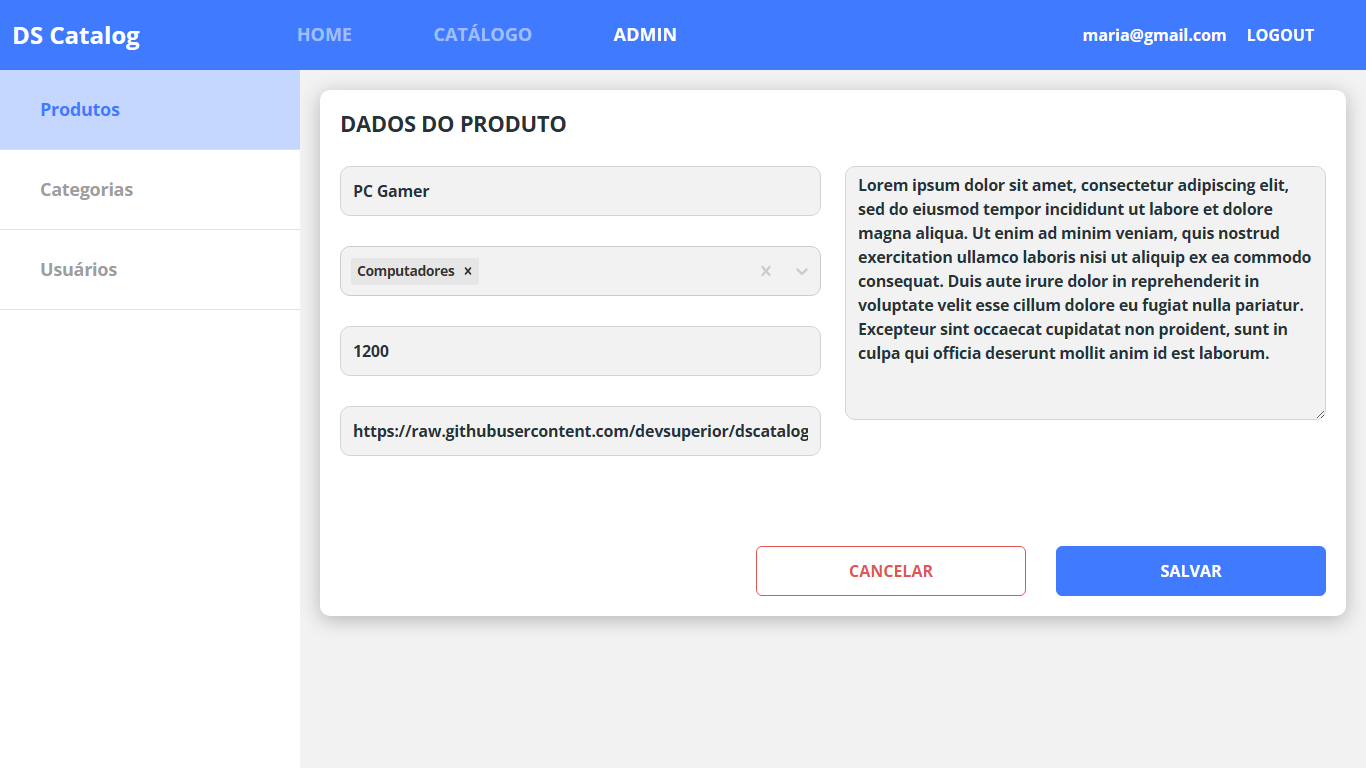 DS Catalog
HOME
CATÁLOGO
ADMIN
maria@gmail.com
LOGOUT
Produtos
Categorias
Usuários
DADOS DO PRODUTO
PC Gamer
Computadores ×
1200
https://raw.githubusercontent.com/devsuperior/dscatalog
Lorem ipsum dolor sit amet, consectetur adipiscing elit,
sed do eiusmod tempor incididunt ut labore et dolore
magna aliqua. Ut enim ad minim veniam, quis nostrud
exercitation ullamco laboris nisi ut aliquip ex ea commodo
consequat. Duis aute irure dolor in reprehenderit in
voluptate velit esse cillum dolore eu fugiat nulla pariatur.
Excepteur sint occaecat cupidatat non proident, sunt in
culpa qui officia deserunt mollit anim id est laborum.
CANCELAR
SALVAR